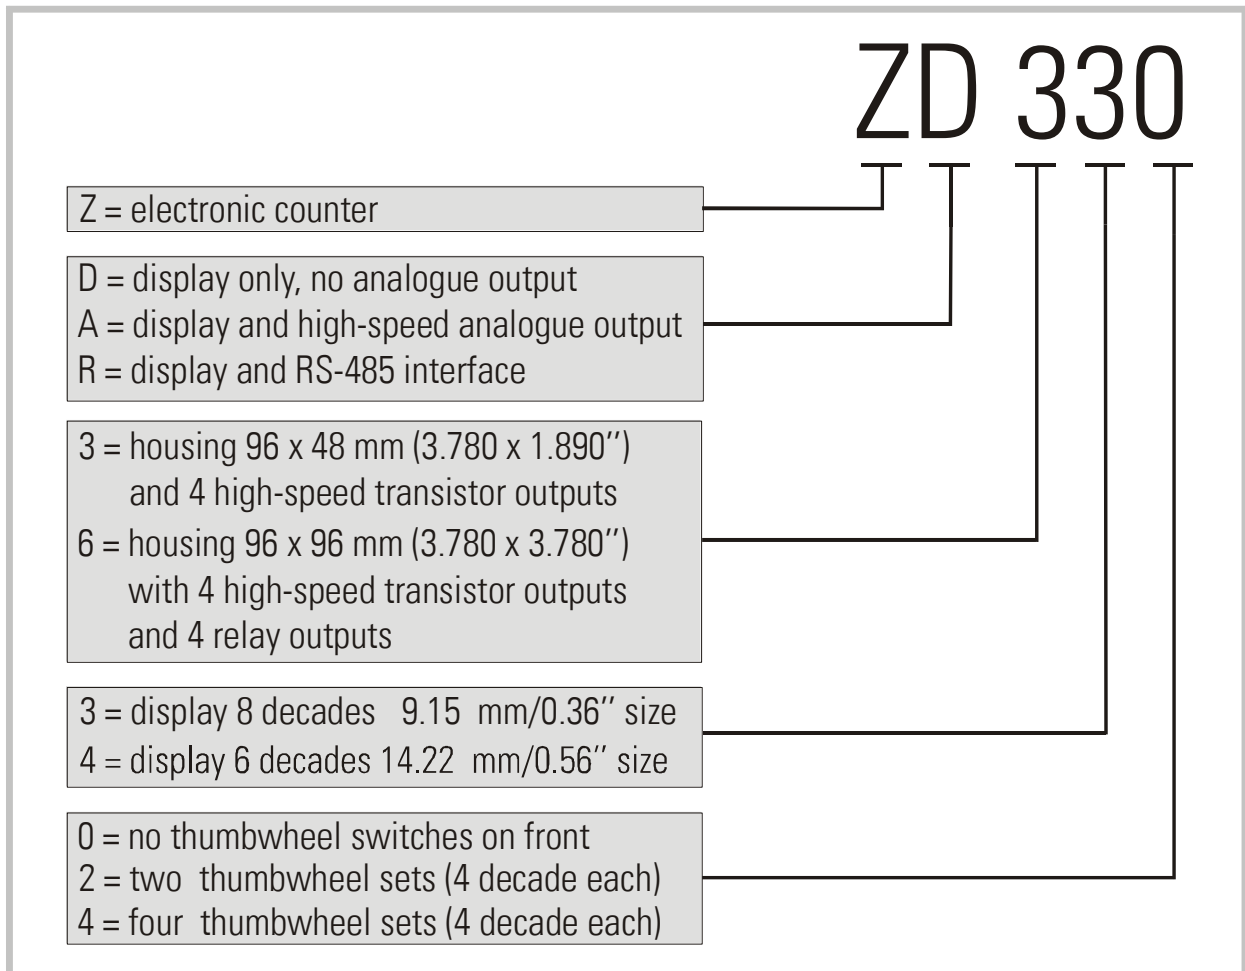 ZD 330
Z = electronic counter
D = display only, no analogue output
A = display and high-speed analogue output
R = display and RS-485 interface
3 = housing 96 x 48 mm (3.780 x 1.890’’)
and 4 high-speed transistor outputs
6 = housing 96 x 96 mm (3.780 x 3.780’’)
with 4 high-speed transistor outputs
and 4 relay outputs
3 = display 8 decades 9.15 mm/0.36’’ size
4 = display 6 decades 14.22 mm/0.56’’ size
0 = no thumbwheel switches on front
2 = two thumbwheel sets (4 decade each)
4 = four thumbwheel sets (4 decade each)